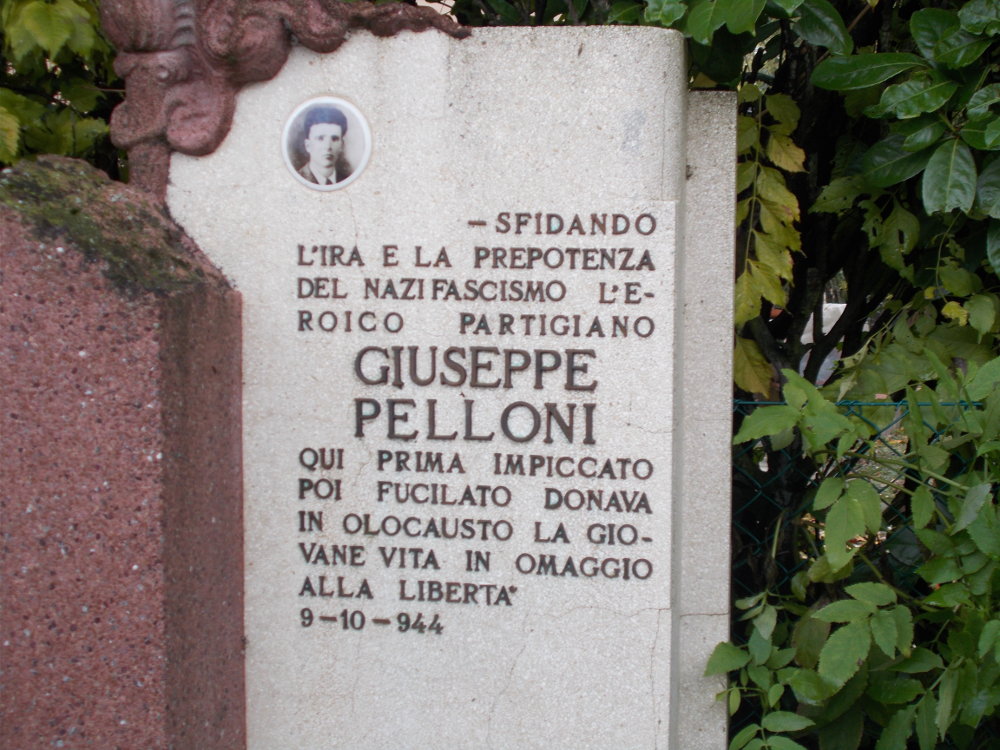 –SFIDANDO
L'IRA E LA PREPOTENZA
DEL NAZIFASCISMO L'E-
ROICO PARTIGIANO
GIUSEPPE
PELLONI
QUI PRIMA IMPICCATO
POI FUCILATO DONAVA
IN OLOCAUSTO LA GIO-
VANE VITA IN OMAGGIO
ALLA LIBERTA'
9-10-944